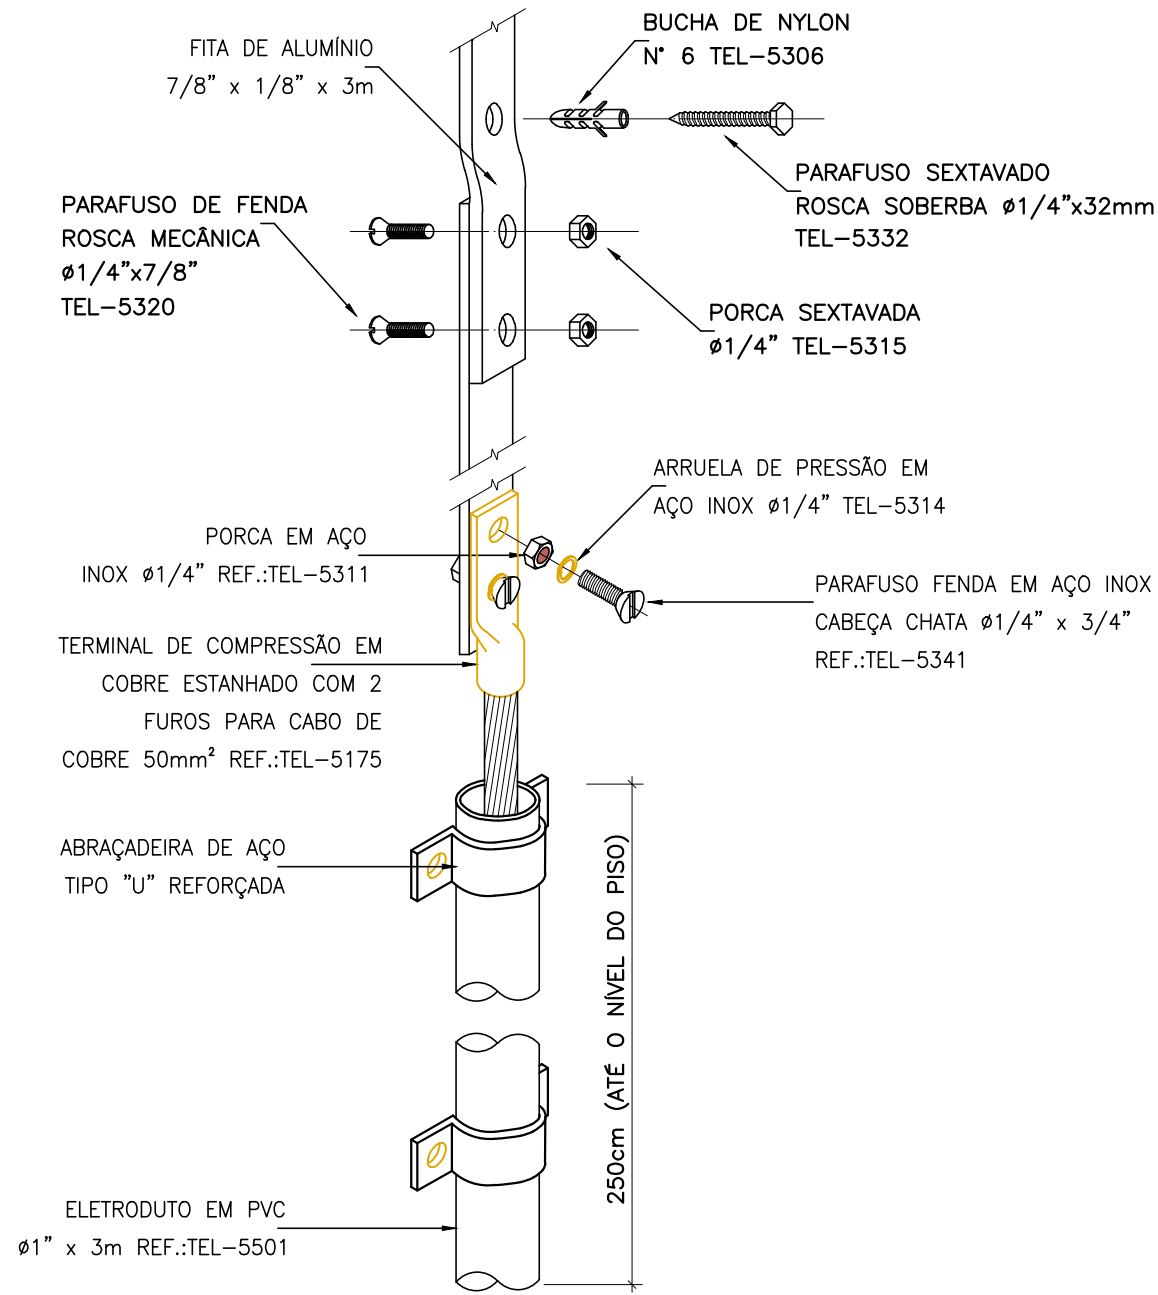 BUCHA DE NYLON
N° 6 TEL-5306
FITA DE ALUMÍNIO
7/8" x 1/8" x 3m
PARAFUSO SEXTAVADO
ROSCA SOBERBA ø1/4"x32mm
TEL-5332
PARAFUSO DE FENDA
ROSCA MECÂNICA
ø1/4"x7/8"
TEL-5320
PORCA SEXTAVADA
ø1/4" TEL-5315
ARRUELA DE PRESSÃO EM
AÇO INOX ø1/4" TEL-5314
PORCA EM AÇO
INOX ø1/4" REF.:TEL-5311
PARAFUSO FENDA EM AÇO INOX
CABEÇA CHATA ø1/4" x 3/4"
REF.:TEL-5341
TERMINAL DE COMPRESSÃO EM
COBRE ESTANHADO COM 2
FUROS PARA CABO DE
COBRE 50mm² REF.:TEL-5175
ABRAÇADEIRA DE AÇO
TIPO "U" REFORÇADA
250cm (ATÉ O NÍVEL DO PISO)
ELETRODUTO EM PVC
ø1" x 3m REF.:TEL-5501